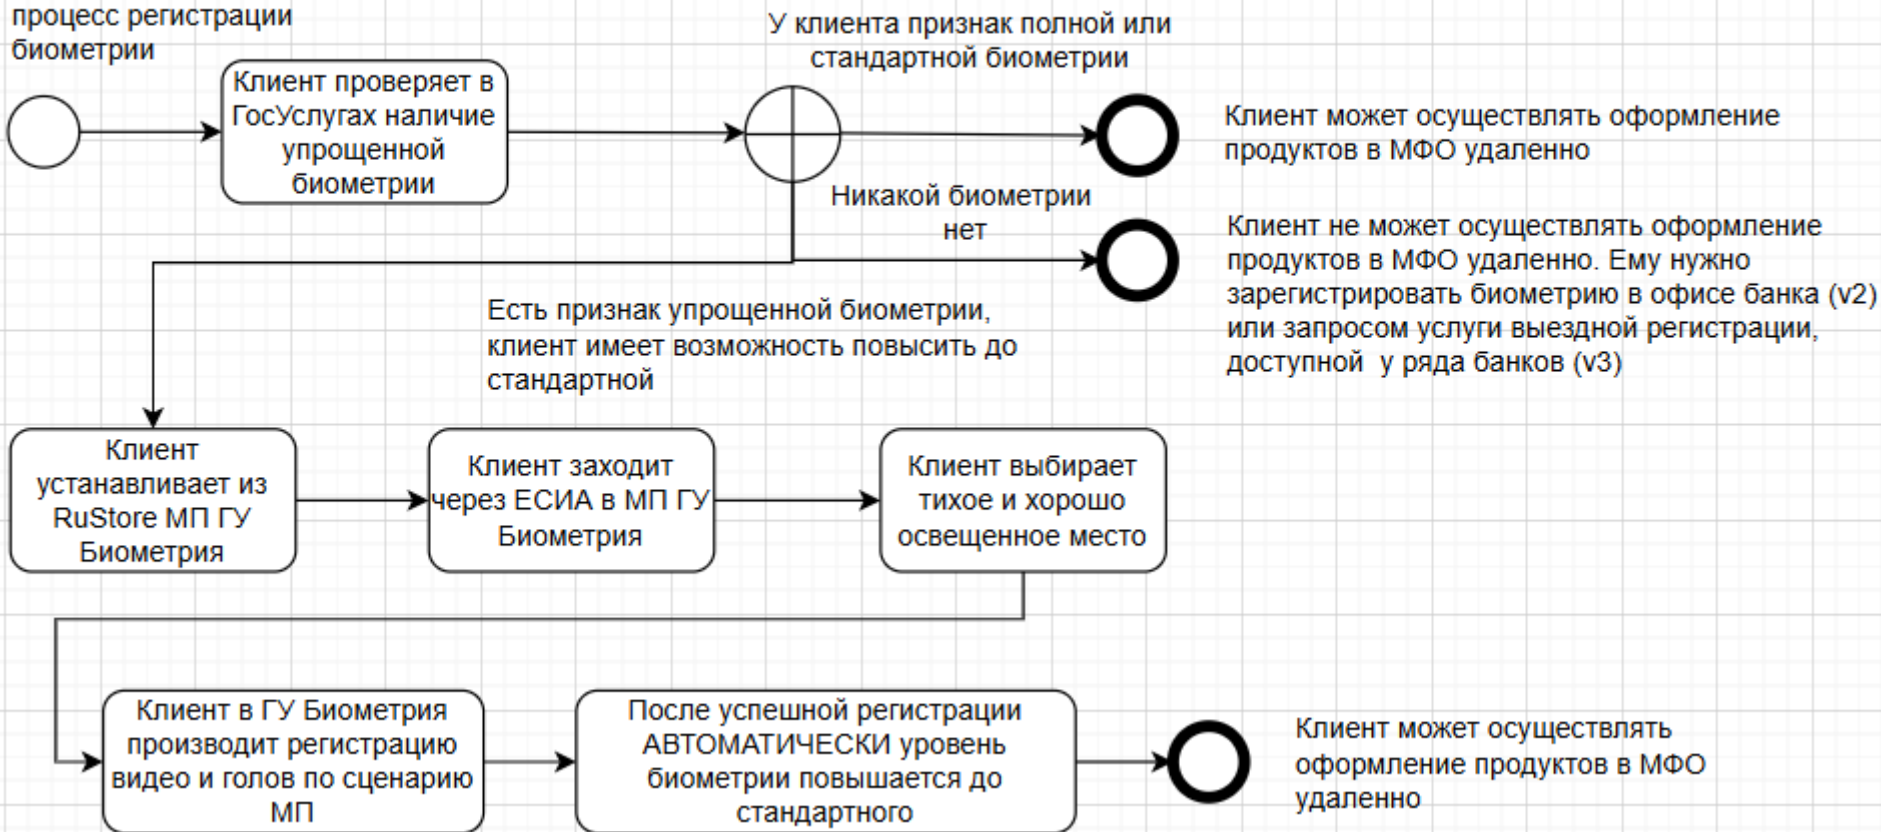 процесс регистрации
биометрии
Клиент проверяет в
ГосУслугах наличие
упрощенной
биометрии
У клиента признак полной или
стандартной биометрии
Клиент может осуществлять оформление
продуктов в МФО удаленно
Никакой биометрии
нет
Клиент не может осуществлять оформление
продуктов в МФО удаленно. Ему нужно
зарегистрировать биометрию в офисе банка (v2)
или запросом услуги выездной регистрации,
доступной у ряда банков (v3)
Есть признак упрощенной биометрии,
клиент имеет возможность повысить до
стандартной
Клиент
устанавливает из
RuStore МП ГУ
Биометрия
Клиент заходит
через ЕСИА в МП ГУ
Биометрия
Клиент выбирает
тихое и хорошо
освещенное место
Клиент в ГУ Биометрия
производит регистрацию
видео и голов по сценарию
МП
После успешной регистрации
АВТОМАТИЧЕСКИ уровень
биометрии повышается до
стандартного
Клиент может осуществлять
оформление продуктов в МФО
удаленно